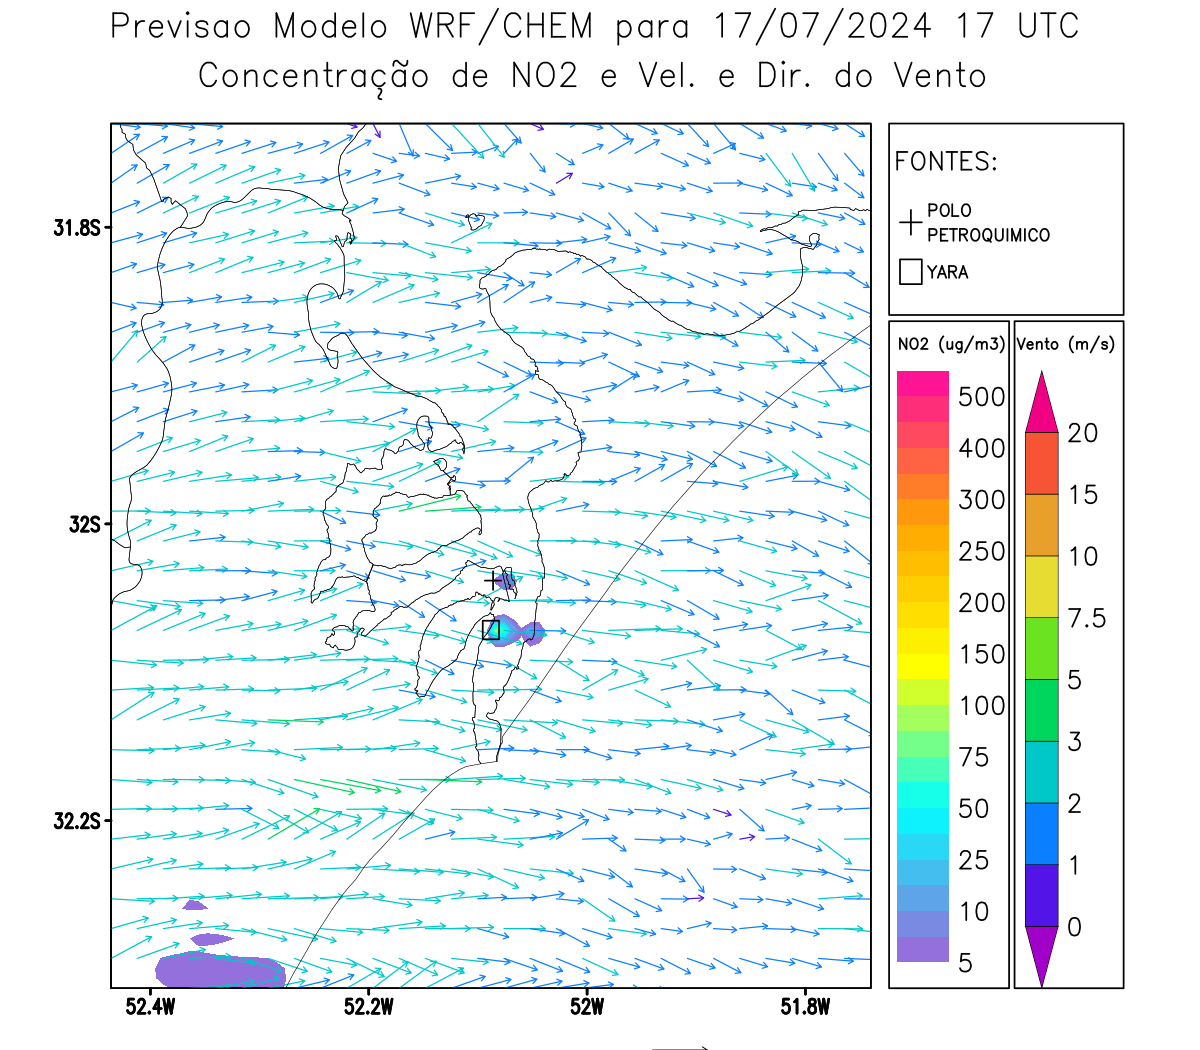 Previsao Modelo WRF/CHEM para 17/07/2024 17 UTC
Concentração de NO2 e Vel. e Dir. do Vento
FONTES:
POLO
PETROQUIMICO
YARA
NO2 (ug/m3)
500
400
300
250
200
150
100
75
50
25
10
5
Vento (m/s)
20
15
10
7.5
5
3
2
1
0
31.8S
32S
32.2S
52.4W
52.2W
52W
51.8W